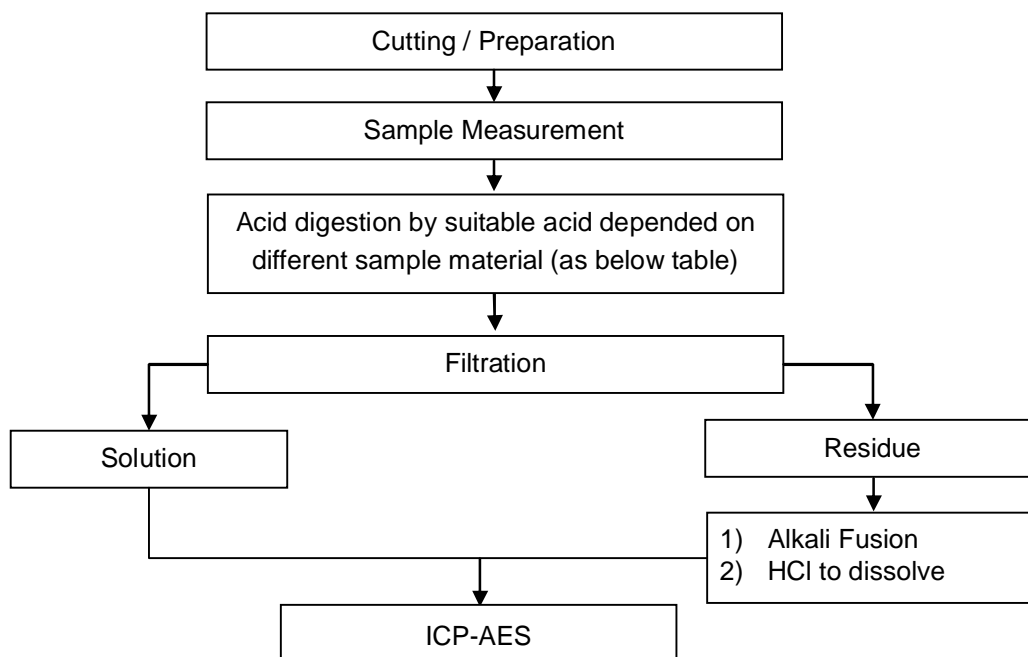 Cutting / Preparation
Sample Measurement
Acid digestion by suitable acid depended on
different sample material (as below table)
Filtration
Solution
Residue
1) Alkali Fusion
2) HCl to dissolve
ICP-AES